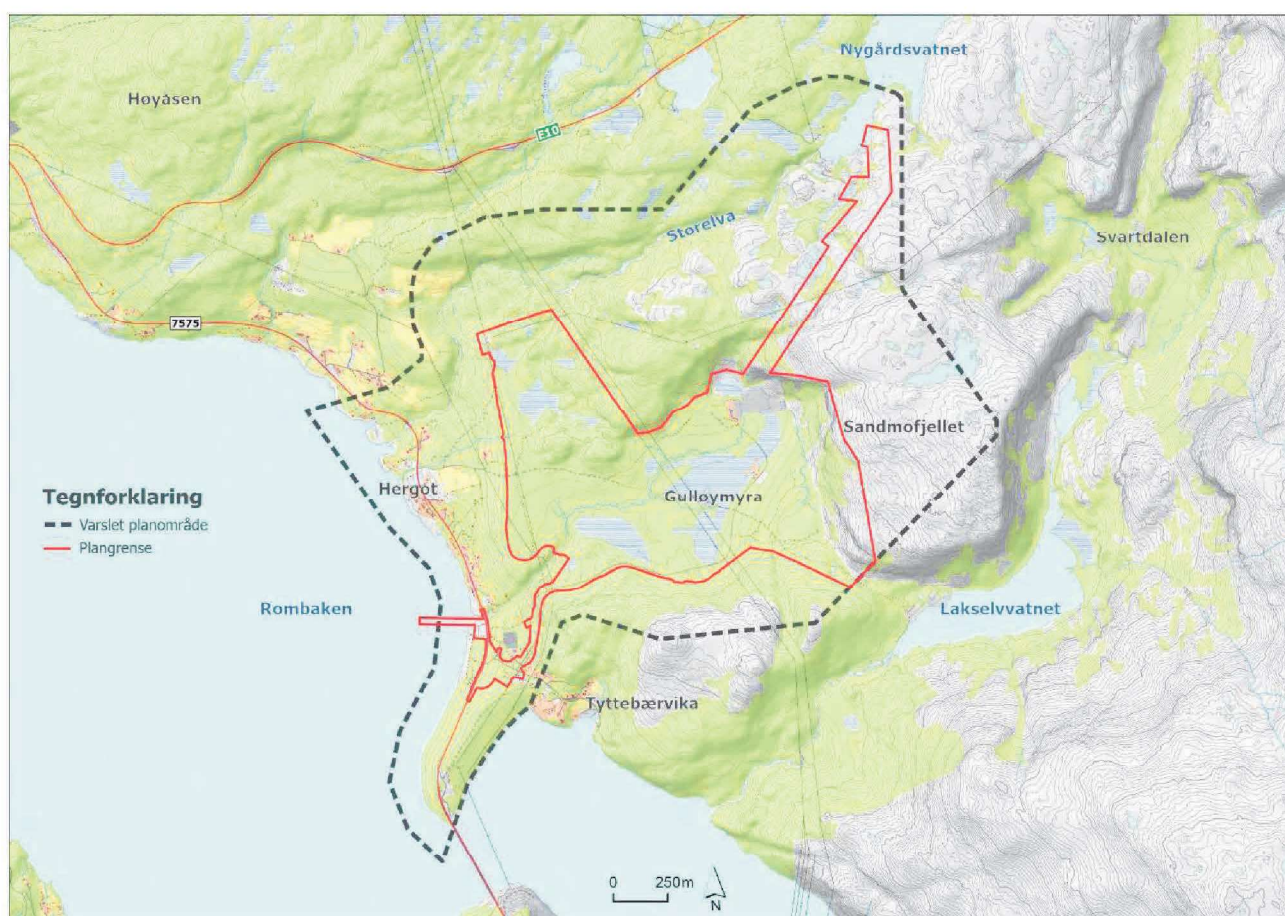 Nygårdsvatnet
Høyåsen
E10
Storelva
Svartdalen
7575
Sandmofjellet
Hergot
Gulløymyra
Tegnforklaring
Varslet planområde
Plangrense
Rombaken
Lakselvvatnet
Tyttebærvika
0 250m
N